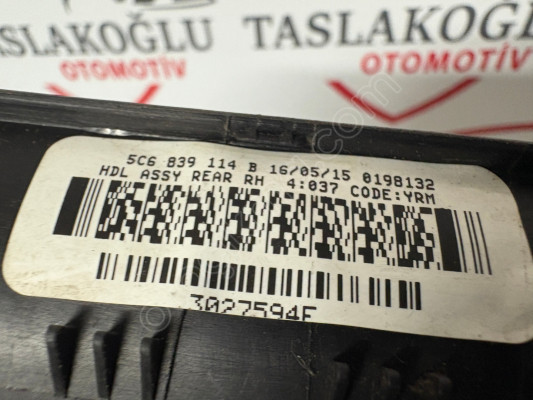 TASLAKOĞLU
OTOMOTİV
TASLAKOĞLU
OTOMOTİV
5C6 839 114 B 16/05/15 0198132
HDL ASSY REAR RH 4:037 CODE:YRM
3027594F